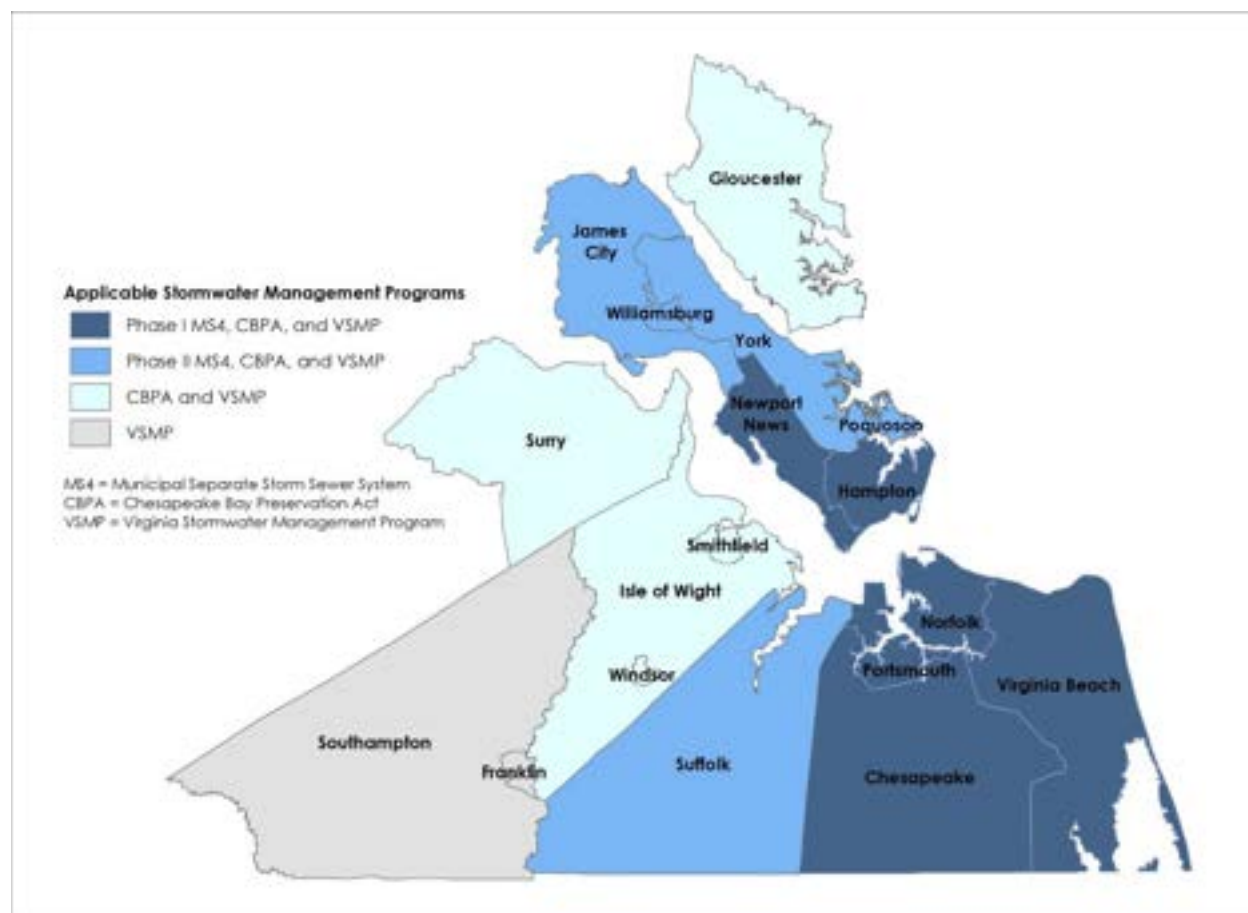 Gloucester
James
City
Williamsburg
York
Applicable Stormwater Management Programs
Phase I MS4, CBPA, and VSMP
Phase II MS4, CBPA, and VSMP
CBPA and VSMP
VSMP
MS4 = Municipal Separate Storm Sewer System
CBPA = Chesapeake Bay Preservation Act
VSMP = Virginia Stormwater Management Program
Newport
News
Poquoson
Surry
Hampton
Smithfield
Isle of Wight
Norfolk
Portsmouth
Windsor
Virginia Beach
Southampton
Franklin
Suffolk
Chesapeake